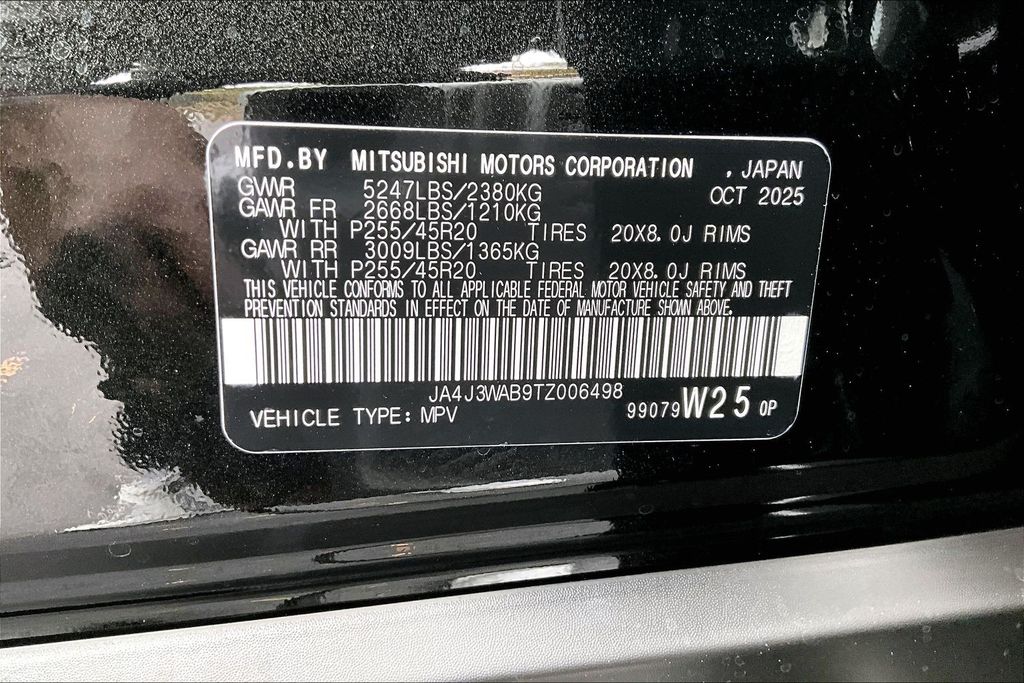 MFD.BY MITSUBISHI MOTORS CORPORATION , JAPAN
GVWR 5247LBS/2380KG OCT 2025
GAWR FR 2668LBS/1210KG
WITH P255/45R20 TIRES 20X8.0J RIMS
GAWR RR 3009LBS/1365KG
WITH P255/45R20 TIRES 20X8.0J RIMS
THIS VEHICLE CONFORMS TO ALL APPLICABLE FEDERAL MOTOR VEHICLE SAFETY AND THEFT
PREVENTION STANDARDS IN EFFECT ON THE DATE OF MANUFACTURE SHOWN ABOVE.
JA4J3WAB9TZ006498
VEHICLE TYPE: MPV 99079 W25 0P